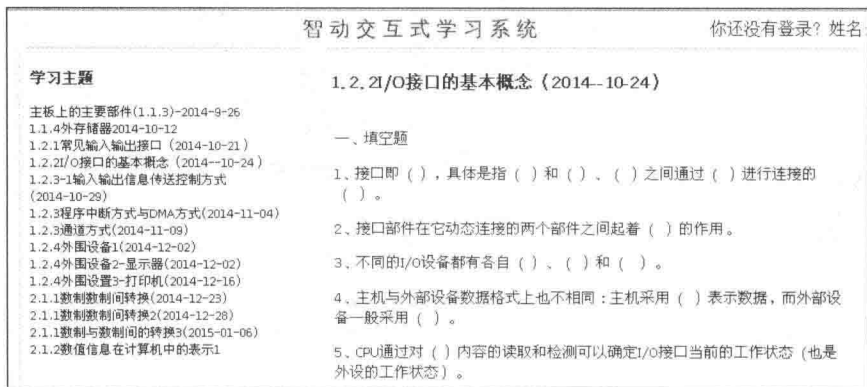 智动交互式学习系统
你还没有登录? 姓名:
学习主题
主板上的主要部件(1.1.3)-2014-9-26
1.1.4外存储器2014-10-12
1.2.1常见输入输出接口（2014-10-21）
1.2.2I/O接口的基本概念（2014--10-24）
1.2.3-1输入输出信息传送控制方式
(2014-10-29)
1.2.3程序中断方式与DMA方式(2014-11-04)
1.2.3通道方式(2014-11-09)
1.2.4外围设备1(2014-12-02)
1.2.4外围设备2-显示器(2014-12-02)
1.2.4外围设置3-打印机(2014-12-16)
2.1.1数制数制间转换(2014-12-23)
2.1.1数制数制间转换2(2014-12-28)
2.1.1数制与数制间的转换3(2015-01-06)
2.1.2数值信息在计算机中的表示1
1.2.2I/O接口的基本概念（2014--10-24）
一、填空题
1、接口即（ ），具体是指（ ）和（ ）、（ ）之间通过（ ）进行连接的
（ ）。
2、接口部件在它动态连接的两个部件之间起着（ ）的作用。
3、不同的I/O设备都有各自（ ）、（ ）和（ ）。
4、主机与外部设备数据格式上也不相同：主机采用（ ）表示数据，而外部设
备一般采用（ ）。
5、CPU通过对（ ）内容的读取和检测可以确定I/O接口当前的工作状态（也是
外设的工作状态）。